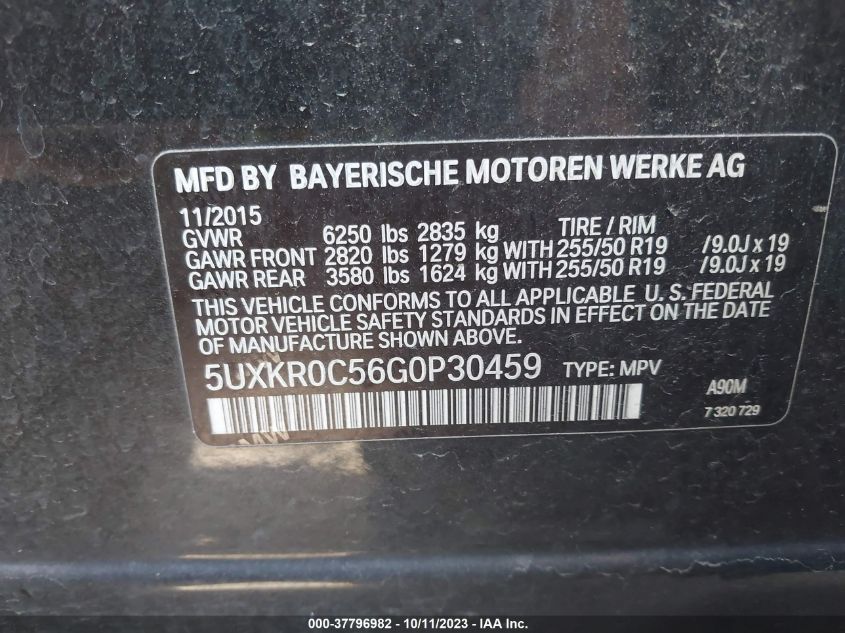 MFD BY BAYERISCHE MOTOREN WERKE AG
11/2015 TIRE / RIM
GVWR 6250 lbs 2835 kg
GAWR FRONT 2820 lbs 1279 kg WITH 255/50 R19 /9.0J x 19
GAWR REAR 3580 lbs 1624 kg WITH 255/50 R19 /9.0J x 19
THIS VEHICLE CONFORMS TO ALL APPLICABLE U. S. FEDERAL
MOTOR VEHICLE SAFETY STANDARDS IN EFFECT ON THE DATE
OF MANUFACTURE SHOWN ABOVE.
5UXKR0C56G0P30459 TYPE: MPV
A90M
7 320 729
000-37796982 - 10/11/2023 - IAA Inc.